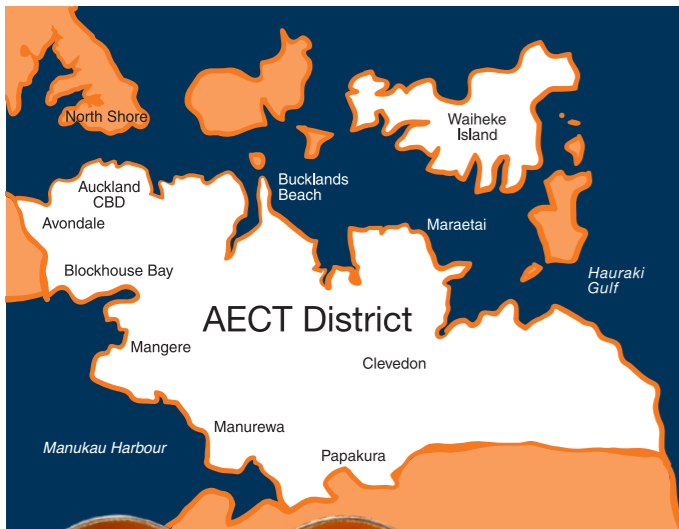 North Shore
Waiheke
Island
Auckland
CBD
Bucklands
Beach
Avondale
Maraetai
Blockhouse Bay
Hauraki
Gulf
AECT District
Mangere
Clevedon
Manurewa
Manukau Harbour
Papakura